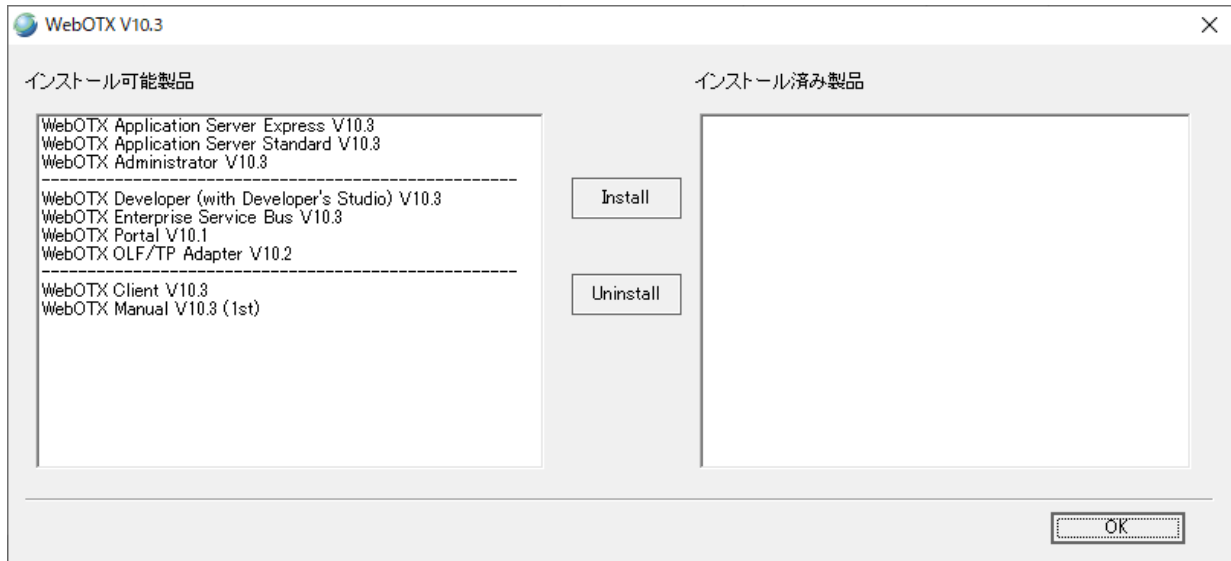 WebOTX V10.3
インストール可能製品
インストール済み製品
WebOTX Application Server Express V10.3
WebOTX Application Server Standard V10.3
WebOTX Administrator V10.3
------------------------------------------------------
WebOTX Developer (with Developer's Studio) V10.3
WebOTX Enterprise Service Bus V10.3
WebOTX Portal V10.1
WebOTX OLF/TP Adapter V10.2
------------------------------------------------------
WebOTX Client V10.3
WebOTX Manual V10.3 (1st)
Install
Uninstall
OK